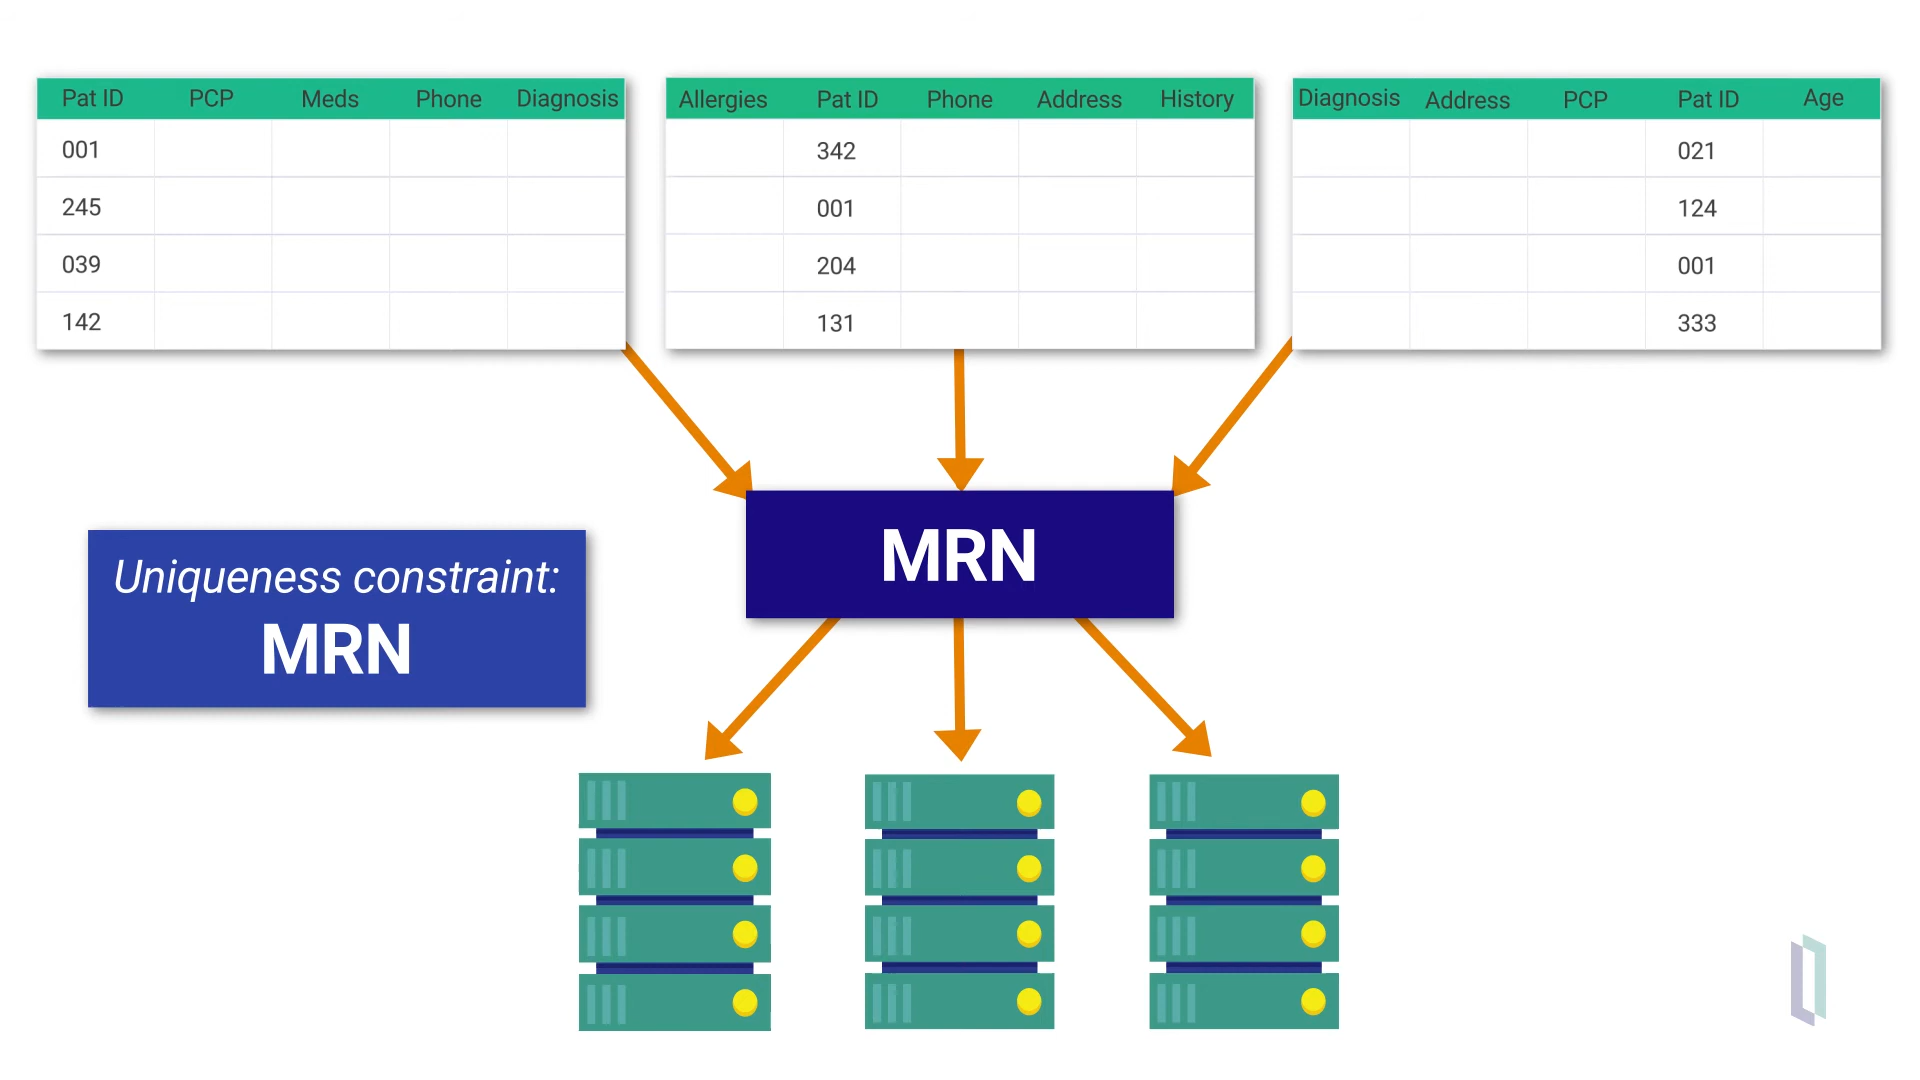 Pat ID PCP Meds Phone Diagnosis
001
245
039
142
Allergies Pat ID Phone Address History
342
001
204
131
Diagnosis Address PCP Pat ID Age
021
124
001
333
MRN
Uniqueness constraint:
MRN